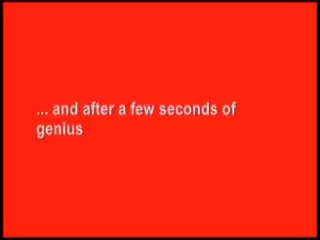 ... and after a few seconds of
genius